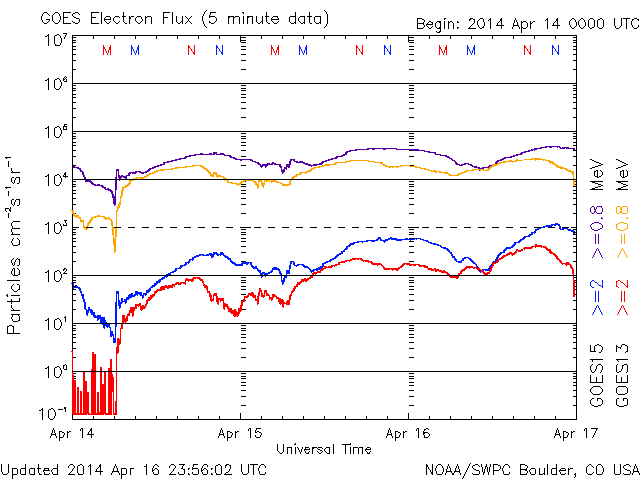 GOES Electron Flux (5 minute data)
Begin: 2014 Apr 14 0000 UTC
10⁷
10⁶
10⁵
10⁴
10³
10²
10¹
10⁰
10⁻¹
Particles cm⁻²s⁻¹sr⁻¹
M M N N M M N N M M N N
GOES15 >=2 >=0.8 MeV
GOES13 >=2 >=0.8 MeV
Apr 14 Apr 15 Apr 16 Apr 17
Universal Time
Updated 2014 Apr 16 23:56:02 UTC
NOAA/SWPC Boulder, CO USA